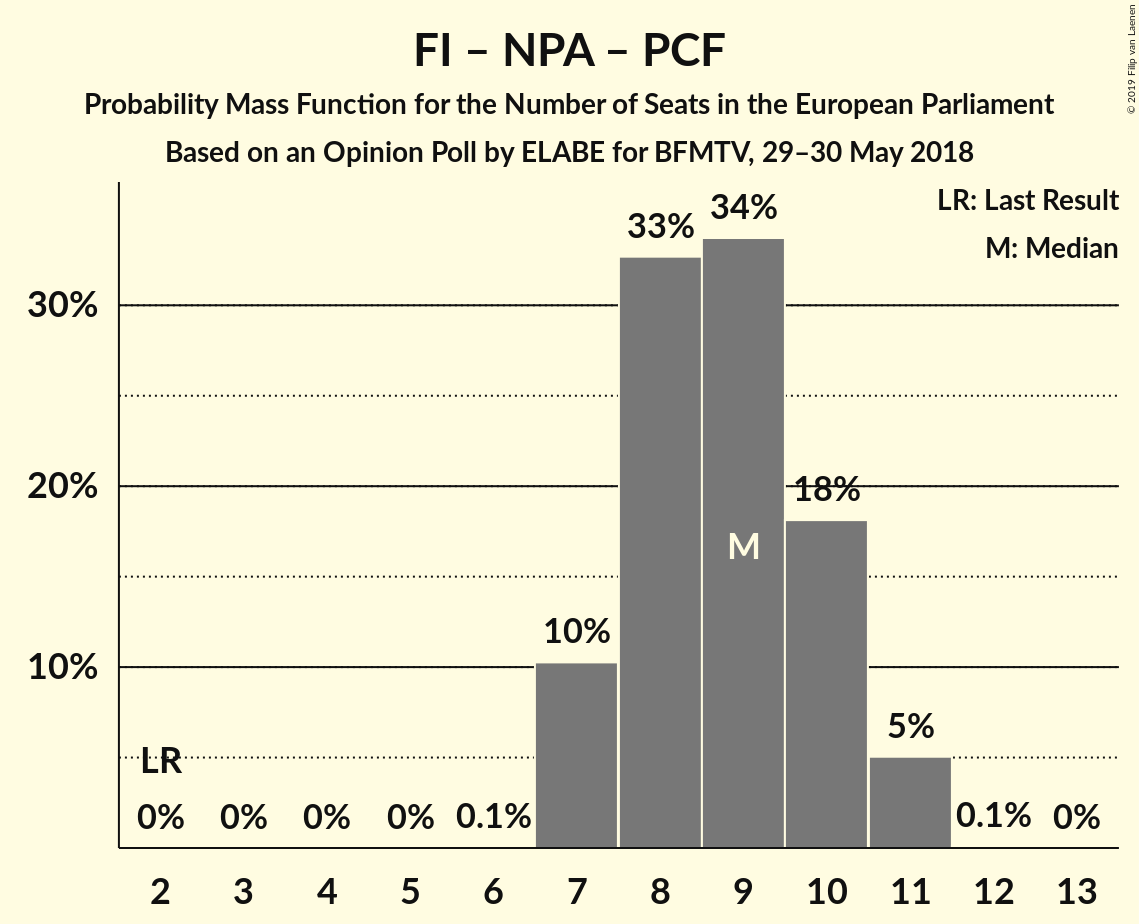 FI – NPA – PCF
Probability Mass Function for the Number of Seats in the European Parliament
Based on an Opinion Poll by ELABE for BFMTV, 29–30 May 2018
© 2019 Filip van Laenen
LR: Last Result
M: Median
34%
33%
30%
20%
18%
M
10%
10%
5%
LR
0% 0% 0% 0% 0.1% 0.1% 0%
2 3 4 5 6 7 8 9 10 11 12 13